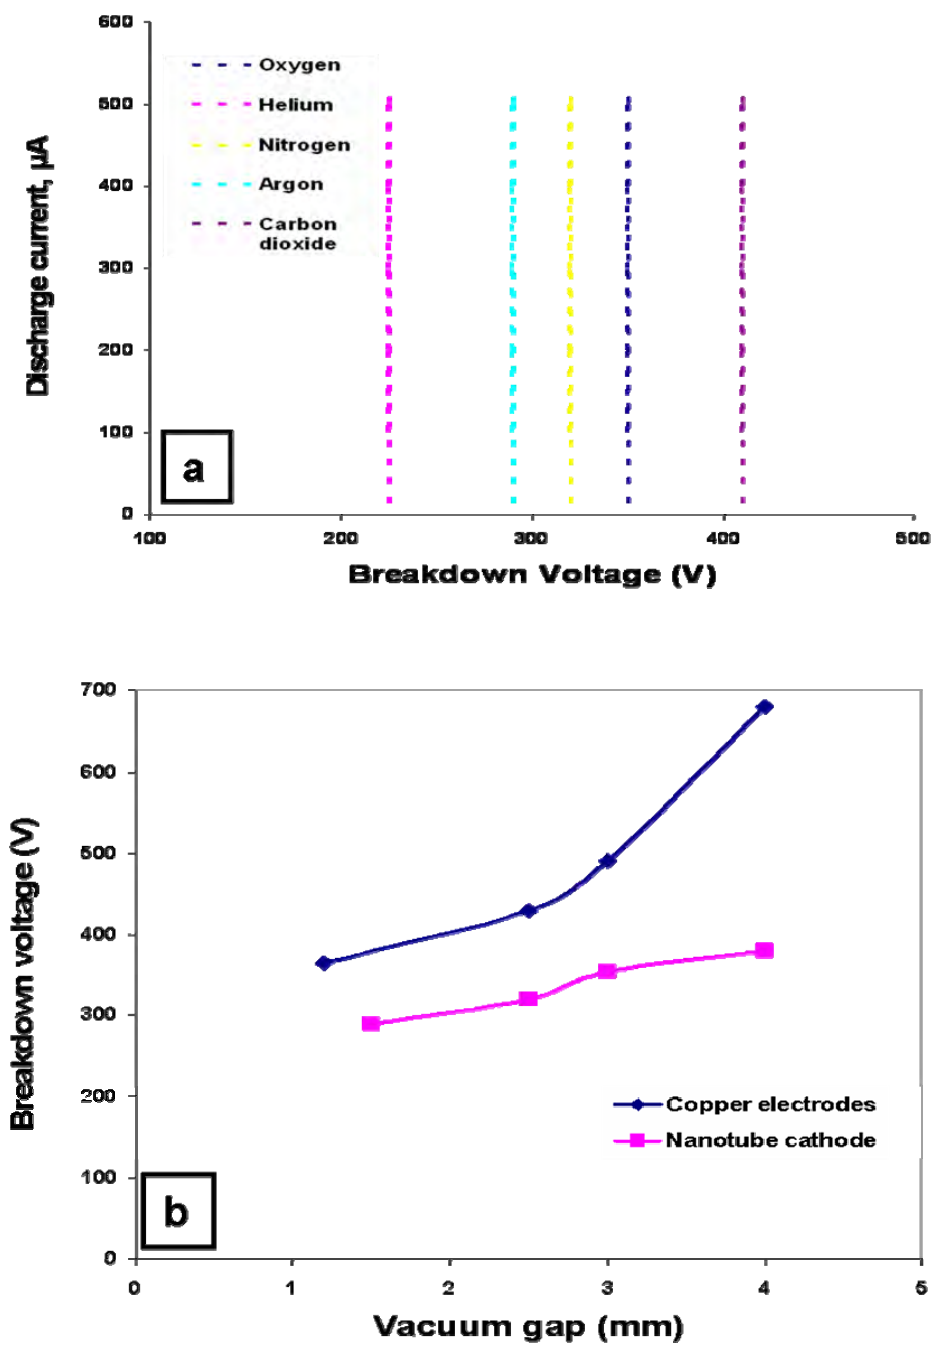 600
500
400
300
200
100
0
Discharge current, µA
Oxygen
Helium
Nitrogen
Argon
Carbon
dioxide
a
100 200 300 400 500
Breakdown Voltage (V)
700
600
500
400
300
200
100
0
Breakdown voltage (V)
Copper electrodes
Nanotube cathode
b
0 1 2 3 4 5
Vacuum gap (mm)